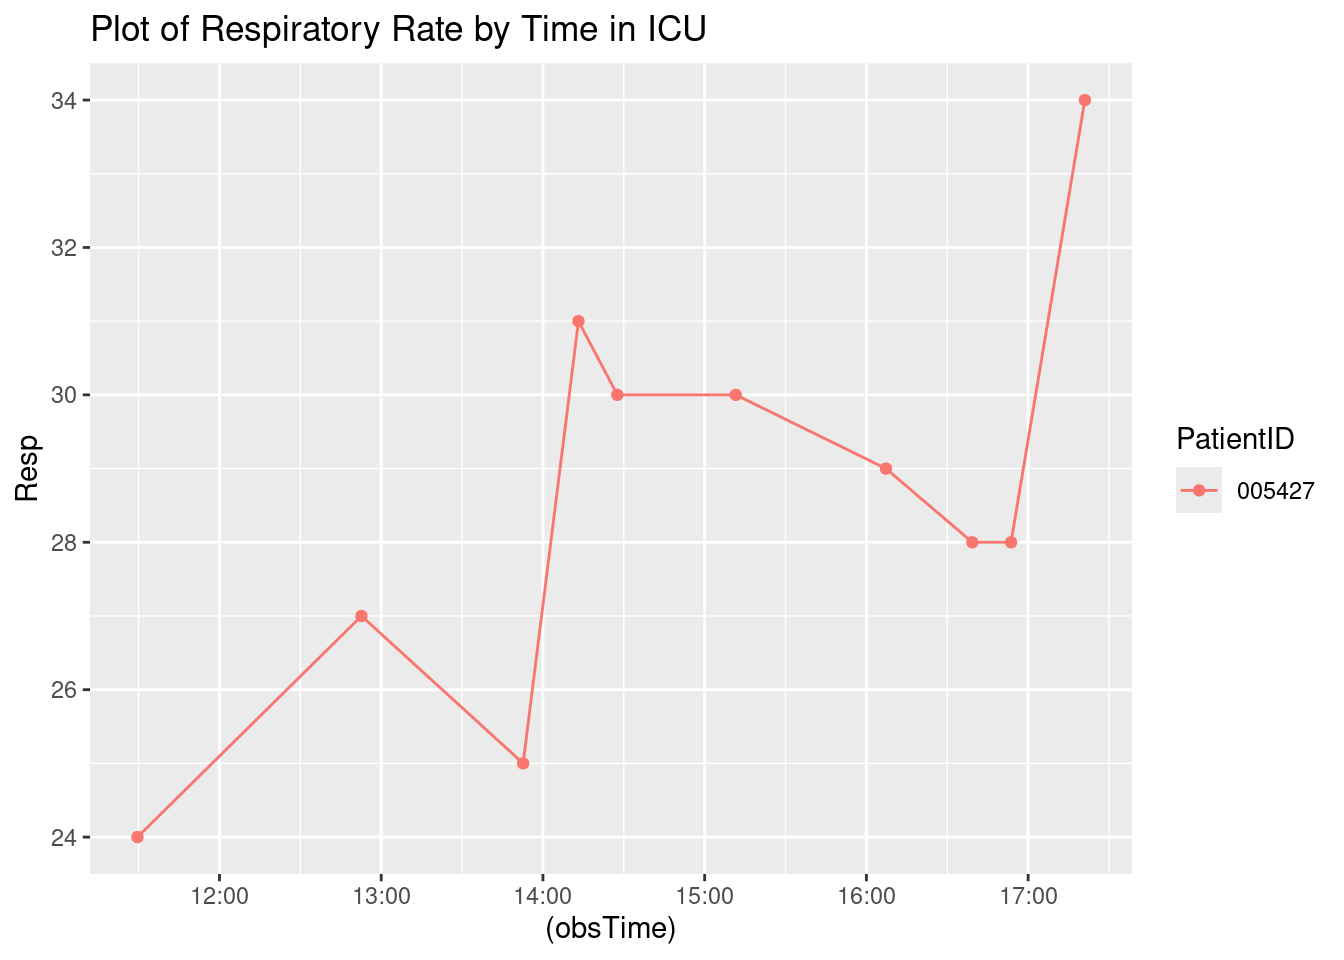 Plot of Respiratory Rate by Time in ICU
34
32
30
28
26
24
Resp
12:00 13:00 14:00 15:00 16:00 17:00
(obsTime)
PatientID
005427